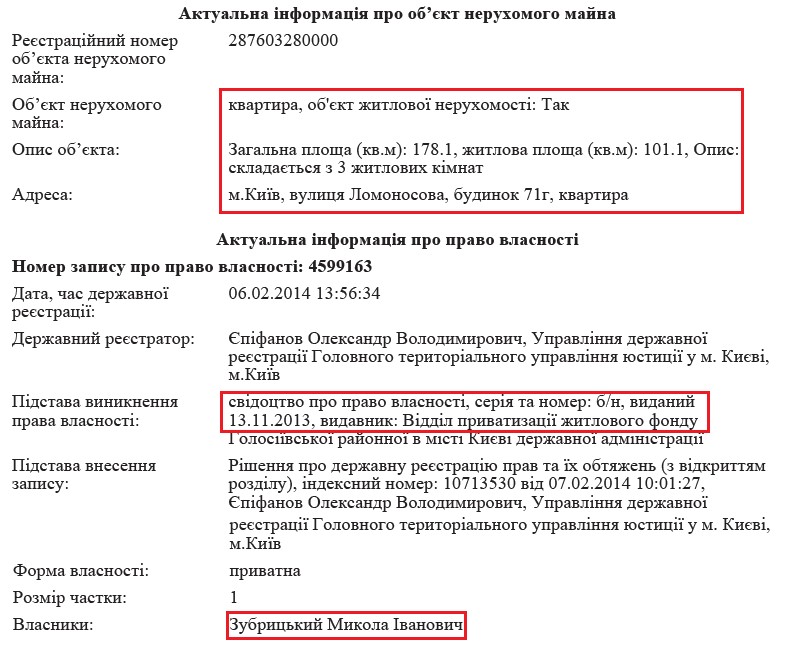 Актуальна інформація про об’єкт нерухомого майна
Реєстраційний номер
об’єкта нерухомого
майна:
287603280000
Об’єкт нерухомого
майна:
квартира, об'єкт житлової нерухомості: Так
Опис об’єкта:
Загальна площа (кв.м): 178.1, житлова площа (кв.м): 101.1, Опис:
складається з 3 житлових кімнат
Адреса:
м.Київ, вулиця Ломоносова, будинок 71г, квартира
Актуальна інформація про право власності
Номер запису про право власності: 4599163
Дата, час державної
реєстрації:
06.02.2014 13:56:34
Державний реєстратор:
Єпіфанов Олександр Володимирович, Управління державної
реєстрації Головного територіального управління юстиції у м. Києві,
м.Київ
Підстава виникнення
права власності:
свідоцтво про право власності, серія та номер: б/н, виданий
13.11.2013, видавник: Відділ приватизації житлового фонду
Голосіївської районної в місті Києві державної адміністрації
Підстава внесення
запису:
Рішення про державну реєстрацію прав та їх обтяжень (з відкриттям
розділу), індексний номер: 10713530 від 07.02.2014 10:01:27,
Єпіфанов Олександр Володимирович, Управління державної
реєстрації Головного територіального управління юстиції у м. Києві,
м.Київ
Форма власності:
приватна
Розмір частки:
1
Власники:
Зубрицький Микола Іванович